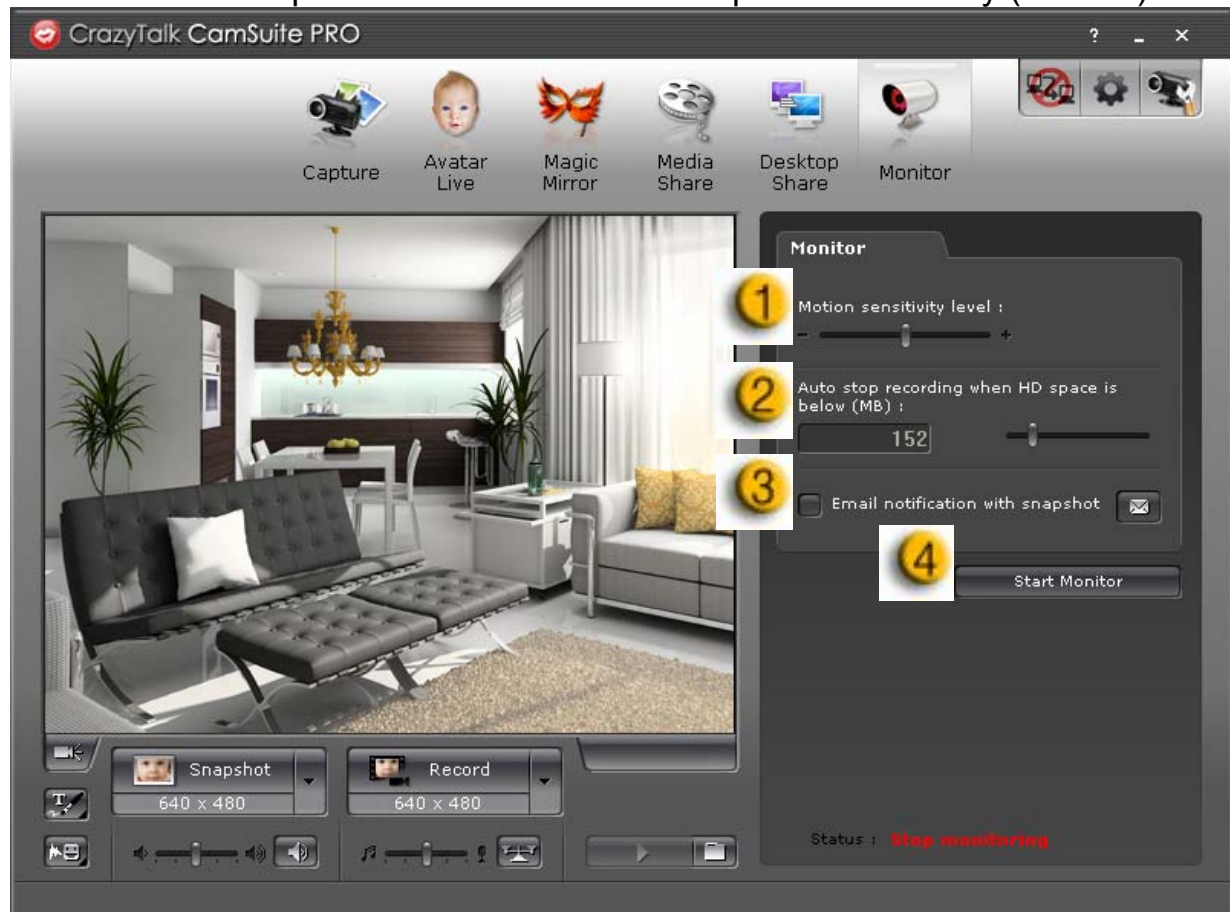 CrazyTalk CamSuite PRO
? _ ×
Capture
Avatar Live
Magic Mirror
Media Share
Desktop Share
Monitor
Monitor
1
Motion sensitivity level :
- +
2
Auto stop recording when HD space is
below (MB) :
152
3
Email notification with snapshot
4
Start Monitor
Snapshot
640 x 480
Record
640 x 480
Status : Stop monitoring